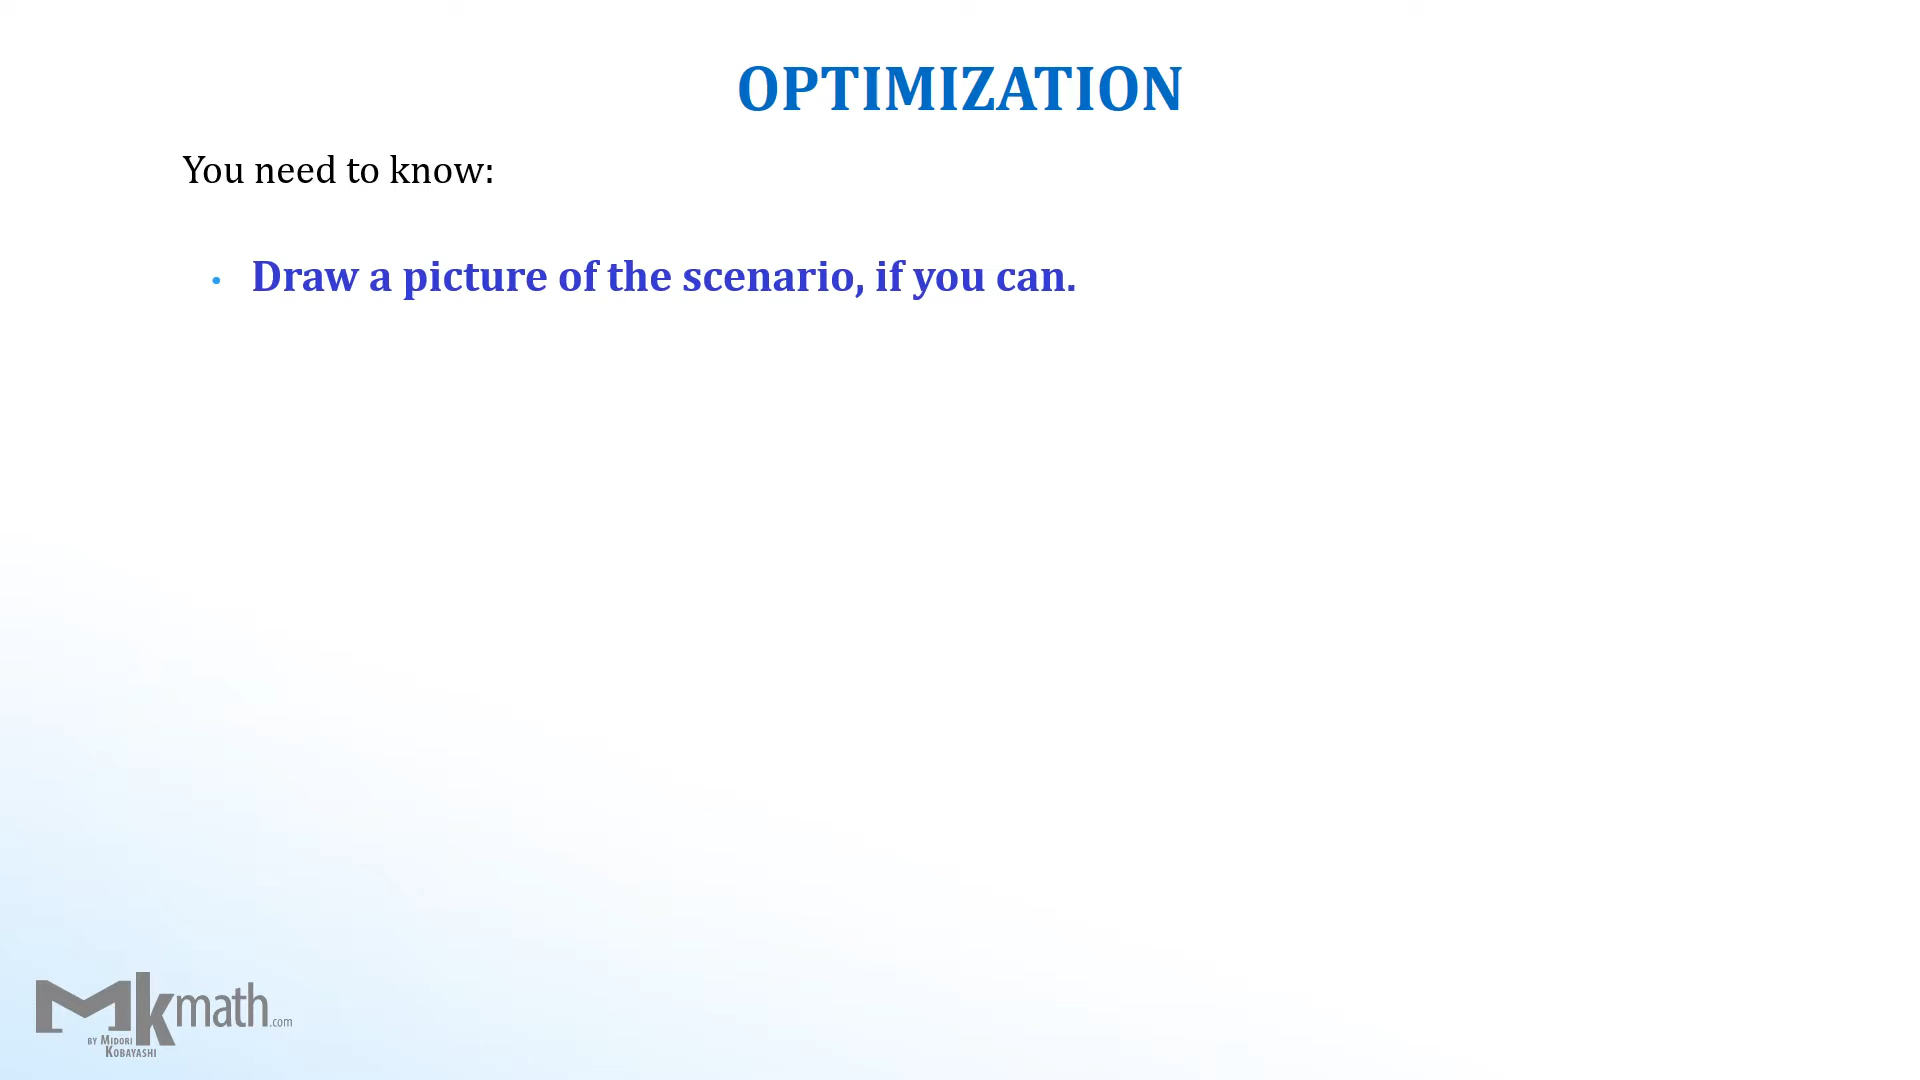 OPTIMIZATION
You need to know:
• Draw a picture of the scenario, if you can.
Mkmath.com
BY MIDORI
KOBAYASHI